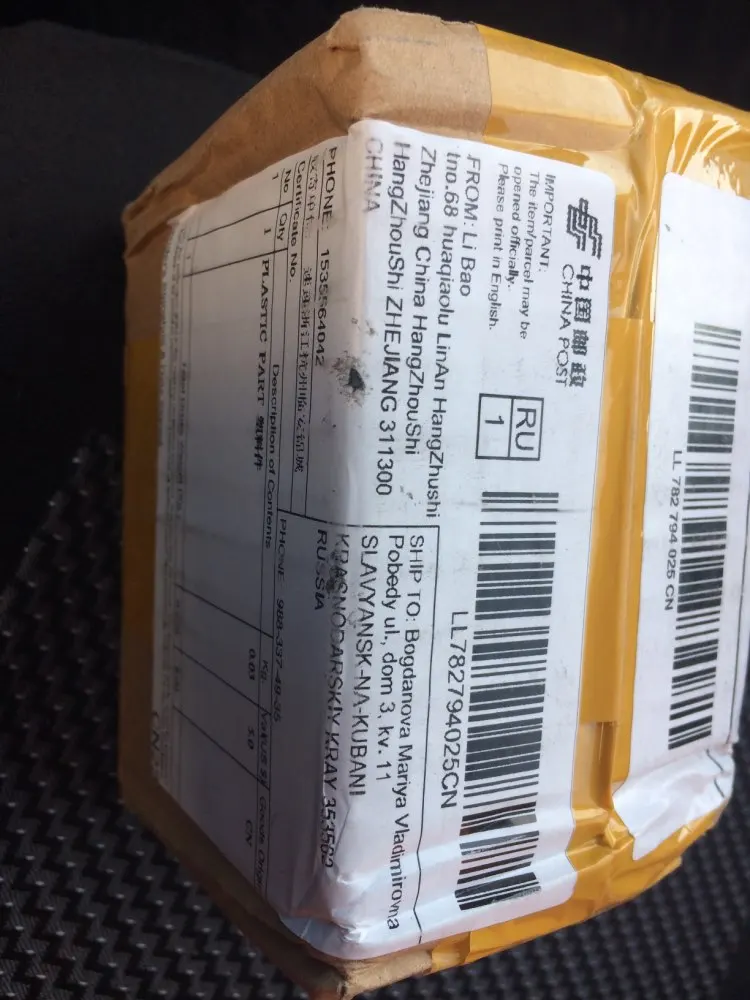 中国邮政
CHINA POST
IMPORTANT:
The item/parcel may be
opened officially.
Please print in English.
RU
1
LL782794025CN
FROM: Li Bao
tno.68 huaqiaolu LinAn HangZhushi
Zhejiang China HangZhouShi
HangZhouShi ZHEJIANG 311300
CHINA
PHONE: 1535564042
SHIP TO: Bogdanova Mariya Vladimirovna
Pobedy ul., dom 3, kv. 11
SLAVYANSK-NA-KUBANI
KRASNODARSKIY KRAY 353562
RUSSIA
PHONE 988-337-49-35
Certificate No.
No Qty Description of Contents Kg
1 1 PLASTIC PART 塑料件 0.03 5.0 CN
LL 782 794 025 CN